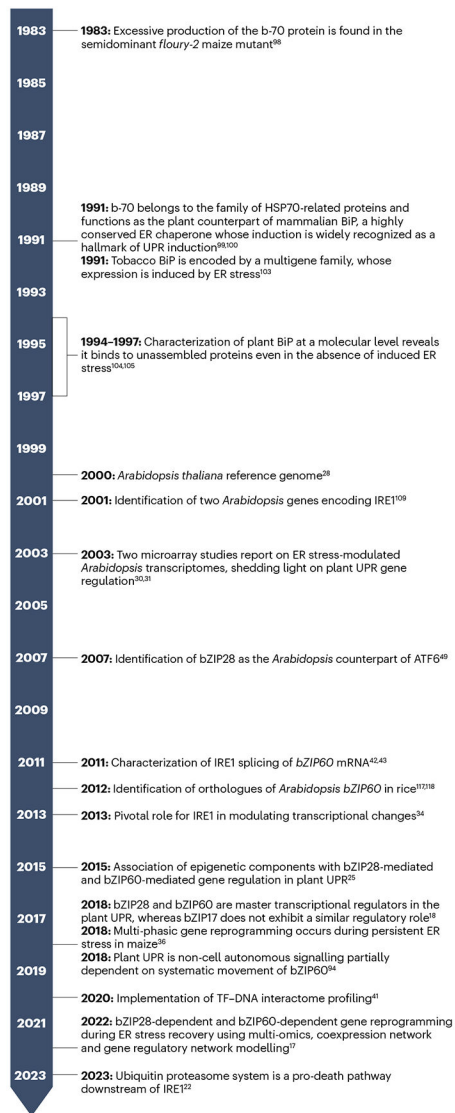 1983
1983: Excessive production of the b-70 protein is found in the
semidominant floury-2 maize mutant98
1985
1987
1989
1991: b-70 belongs to the family of HSP70-related proteins and
functions as the plant counterpart of mammalian BiP, a highly
conserved ER chaperone whose induction is widely recognized as a
hallmark of UPR induction99,100
1991
1991: Tobacco BiP is encoded by a multigene family, whose
expression is induced by ER stress103
1993
1995
1994–1997: Characterization of plant BiP at a molecular level reveals
it binds to unassembled proteins even in the absence of induced ER
stress104,105
1997
1999
2000: Arabidopsis thaliana reference genome28
2001
2001: Identification of two Arabidopsis genes encoding IRE1109
2003
2003: Two microarray studies report on ER stress-modulated
Arabidopsis transcriptomes, shedding light on plant UPR gene
regulation30,31
2005
2007
2007: Identification of bZIP28 as the Arabidopsis counterpart of ATF649
2009
2011
2011: Characterization of IRE1 splicing of bZIP60 mRNA42,43
2012: Identification of orthologues of Arabidopsis bZIP60 in rice117,118
2013
2013: Pivotal role for IRE1 in modulating transcriptional changes34
2015
2015: Association of epigenetic components with bZIP28-mediated
and bZIP60-mediated gene regulation in plant UPR25
2017
2018: bZIP28 and bZIP60 are master transcriptional regulators in
the plant UPR, whereas bZIP17 does not exhibit a similar regulatory role18
2018: Multi-phasic gene reprogramming occurs during persistent ER
stress in maize36
2018: Plant UPR is non-cell autonomous signalling partially
dependent on systematic movement of bZIP6094
2019
2020: Implementation of TF–DNA interactome profiling41
2021
2022: bZIP28-dependent and bZIP60-dependent gene reprogramming
during ER stress recovery using multi-omics, coexpression network
and gene regulatory network modelling17
2023
2023: Ubiquitin proteasome system is a pro-death pathway
downstream of IRE122